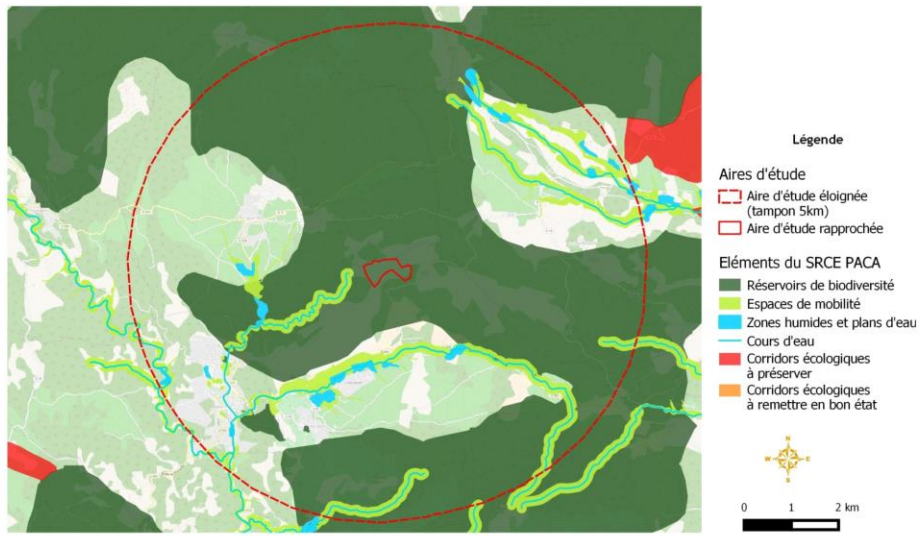 Légende
Aires d'étude
Aire d'étude éloignée
(tampon 5km)
Aire d'étude rapprochée
Eléments du SRCE PACA
Réservoirs de biodiversité
Espaces de mobilité
Zones humides et plans d'eau
Cours d'eau
Corridors écologiques
à préserver
Corridors écologiques
à remettre en bon état
N
W E
S
0 1 2 km